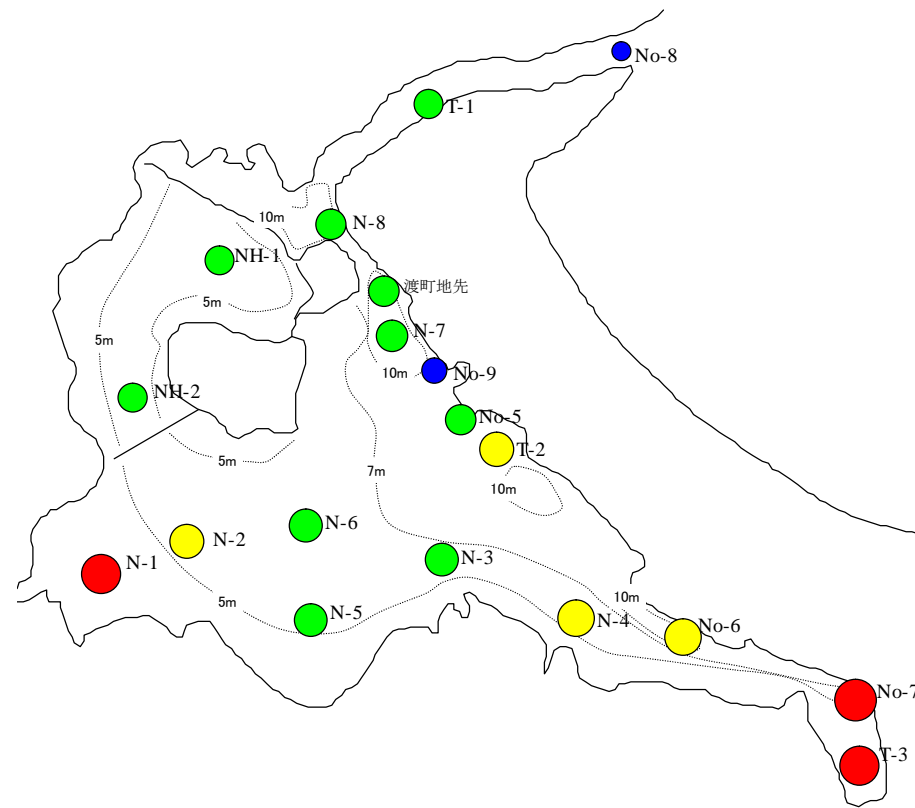 No-8
T-1
10m
N-8
NH-1
渡町地先
5m
5m
N-7
10m
No-9
NH-2
No-5
T-2
5m
7m
10m
N-6
N-2
N-3
N-1
10m
5m
N-5
N-4
No-6
No-7
T-3